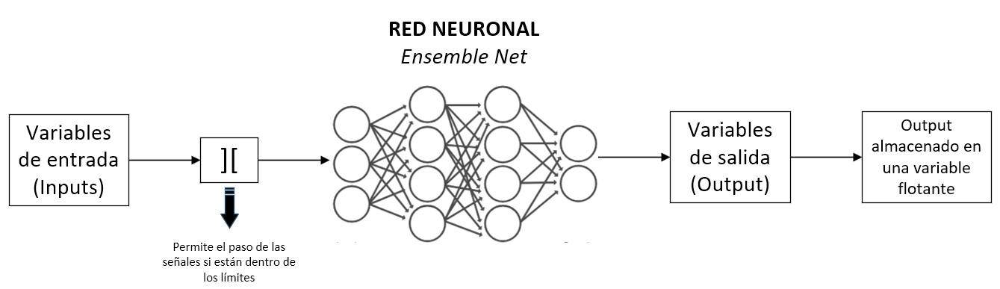 RED NEURONAL
Ensemble Net
Variables
de entrada
(Inputs)
][
Permite el paso de las
señales si están dentro de
los límites
Variables
de salida
(Output)
Output
almacenado en
una variable
flotante